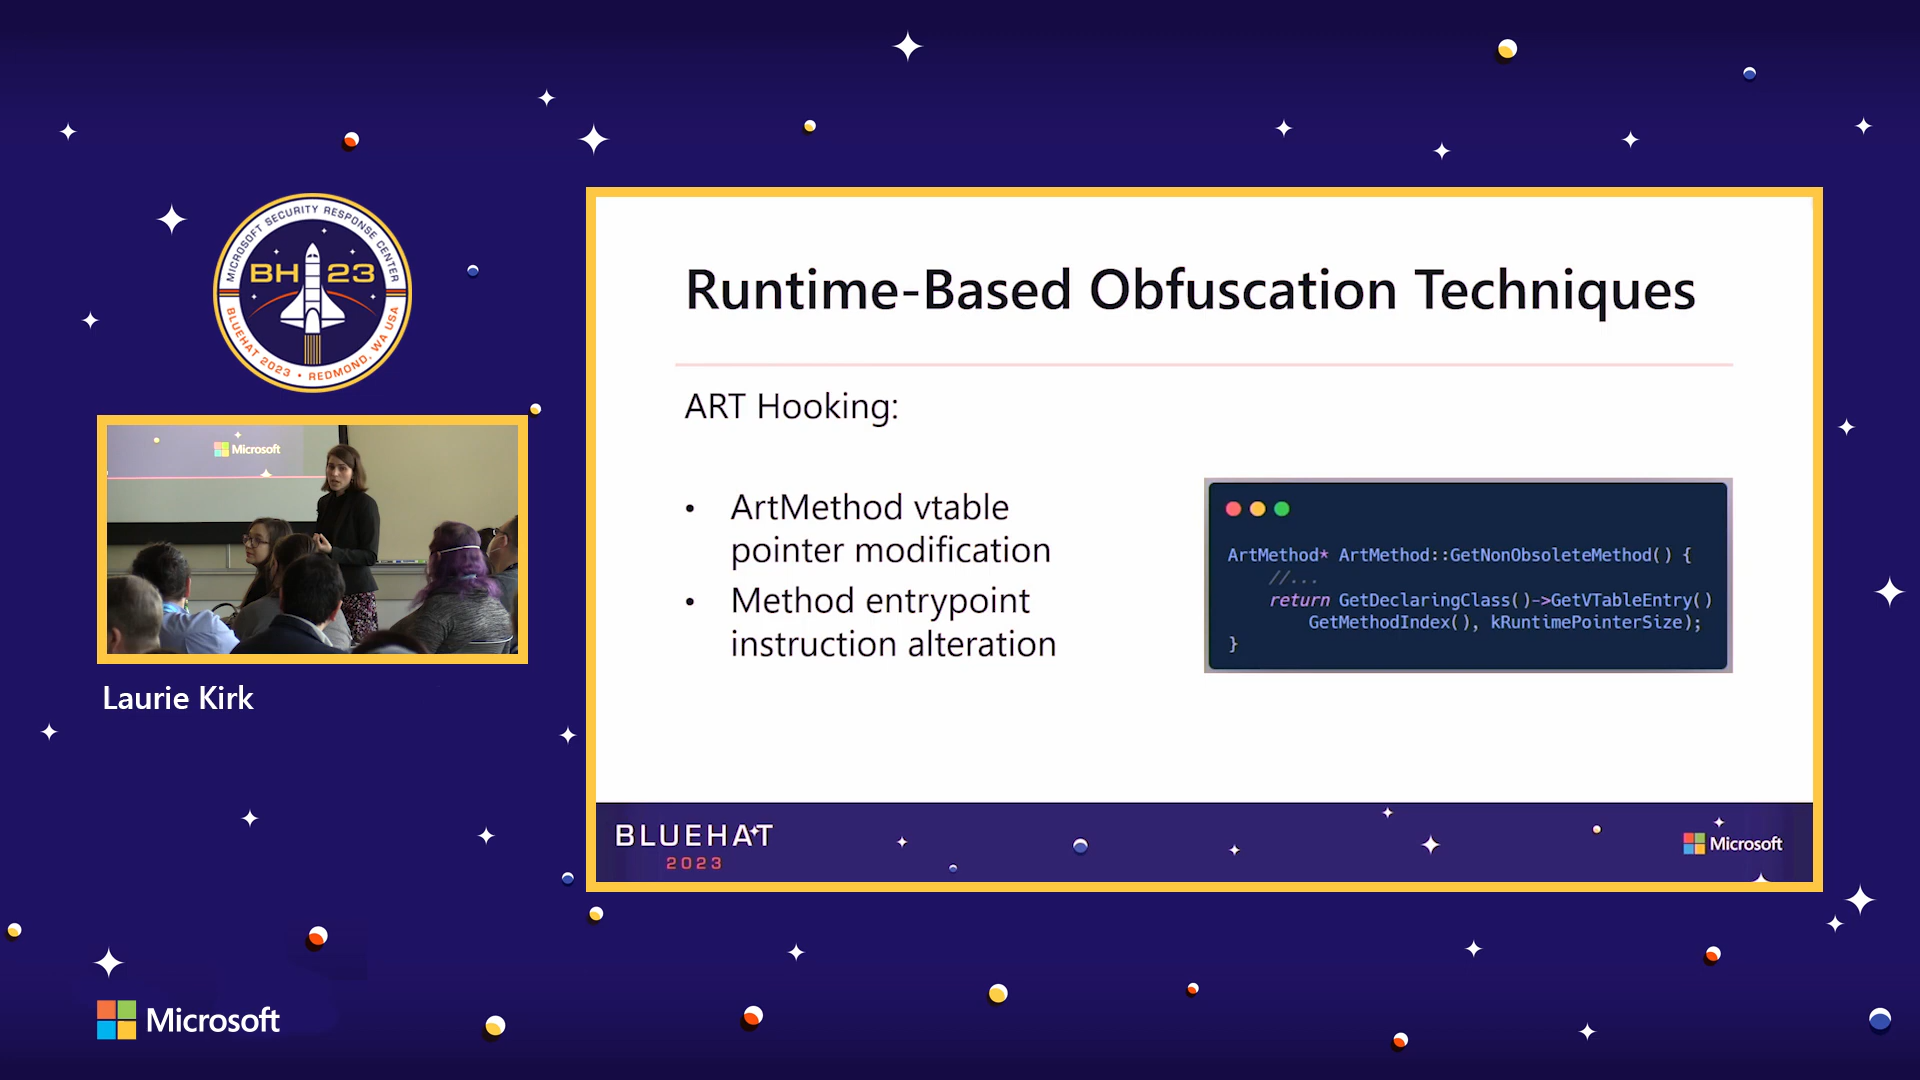 MICROSOFT SECURITY RESPONSE CENTER
BH 23
BLUEHAT 2023 • REDMOND, WA USA
Microsoft
Laurie Kirk
Runtime-Based Obfuscation Techniques
ART Hooking:
• ArtMethod vtable
pointer modification
• Method entrypoint
instruction alteration
ArtMethod* ArtMethod::GetNonObsoleteMethod() {
//...
return GetDeclaringClass()->GetVTableEntry()
GetMethodIndex(), kRuntimePointerSize);
}
BLUEHAT
2023
Microsoft
Microsoft